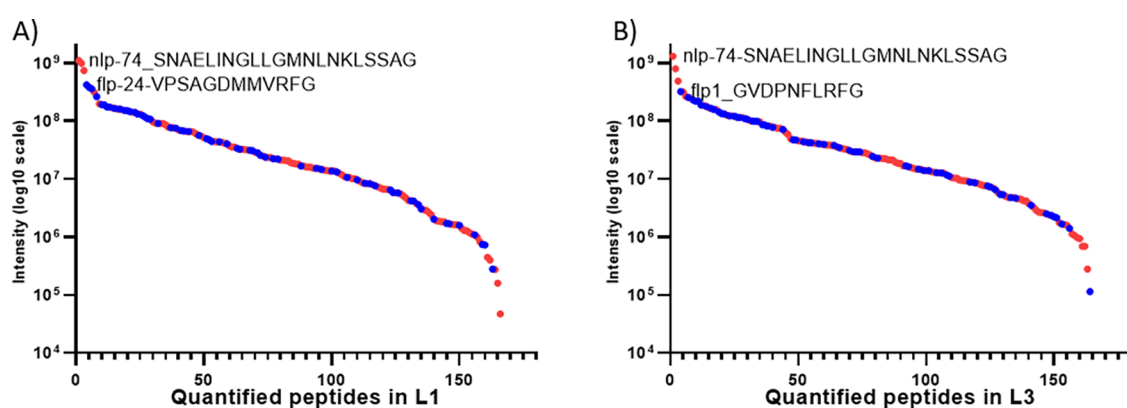 A)
nlp-74_SNAELINGLLGMNLNKLSSAG
flp-24-VPSAGDMMVRFG
Intensity (log10 scale)
10⁹
10⁸
10⁷
10⁶
10⁵
10⁴
0
50
100
150
Quantified peptides in L1
B)
nlp-74-SNAELINGLLGMNLNKLSSAG
flp1_GVDPNFLRFG
Intensity (log10 scale)
10⁹
10⁸
10⁷
10⁶
10⁵
10⁴
0
50
100
150
Quantified peptides in L3